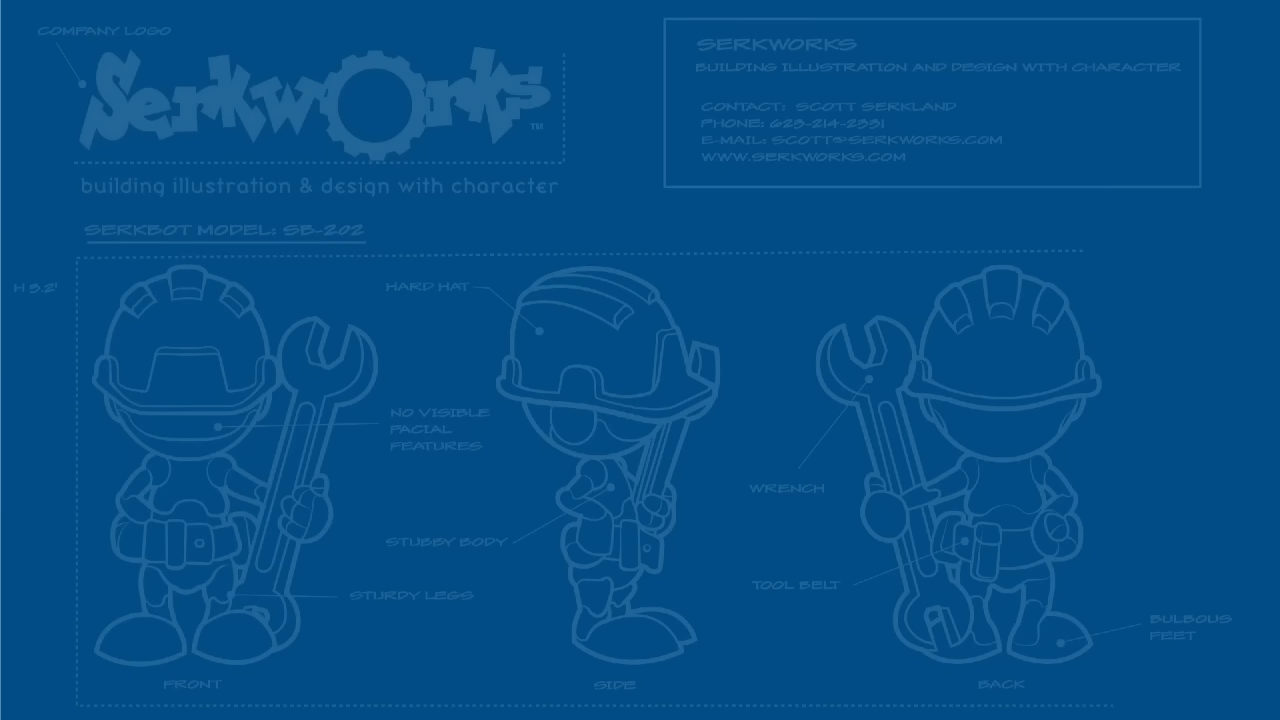 COMPANY LOGO
Serkworks™
building illustration & design with character
SERKWORKS
BUILDING ILLUSTRATION AND DESIGN WITH CHARACTER
CONTACT: SCOTT SERKLAND
PHONE: 623-214-2331
E-MAIL: SCOTT@SERKWORKS.COM
WWW.SERKWORKS.COM
SERKBOT MODEL: SB-202
H 3.2'
HARD HAT
NO VISIBLE
FACIAL
FEATURES
WRENCH
STUBBY BODY
TOOL BELT
STURDY LEGS
BULBOUS
FEET
FRONT
SIDE
BACK